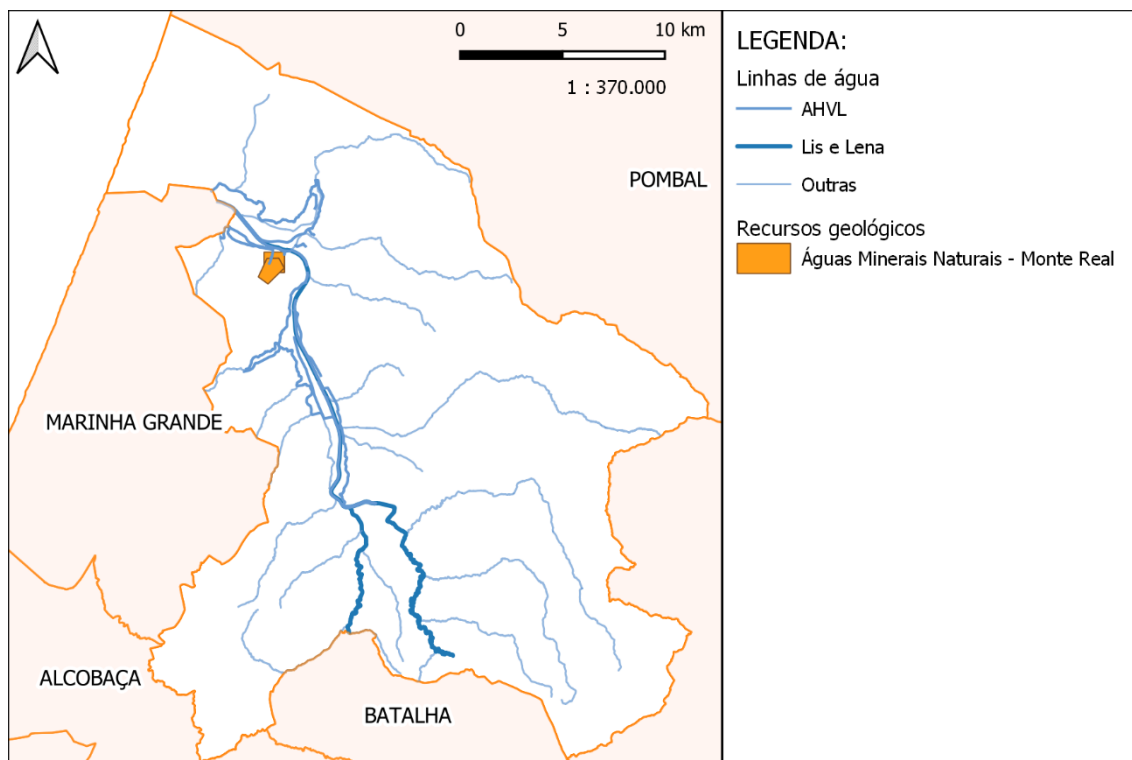 0 5 10 km
1 : 370.000
POMBAL
MARINHA GRANDE
ALCOBAÇA
BATALHA
LEGENDA:
Linhas de água
AHVL
Lis e Lena
Outras
Recursos geológicos
Águas Minerais Naturais - Monte Real